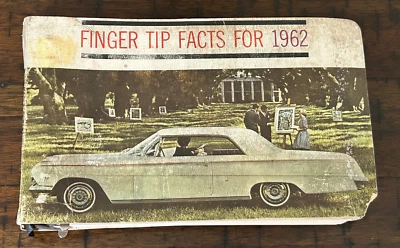 FINGER TIP FACTS FOR 1962